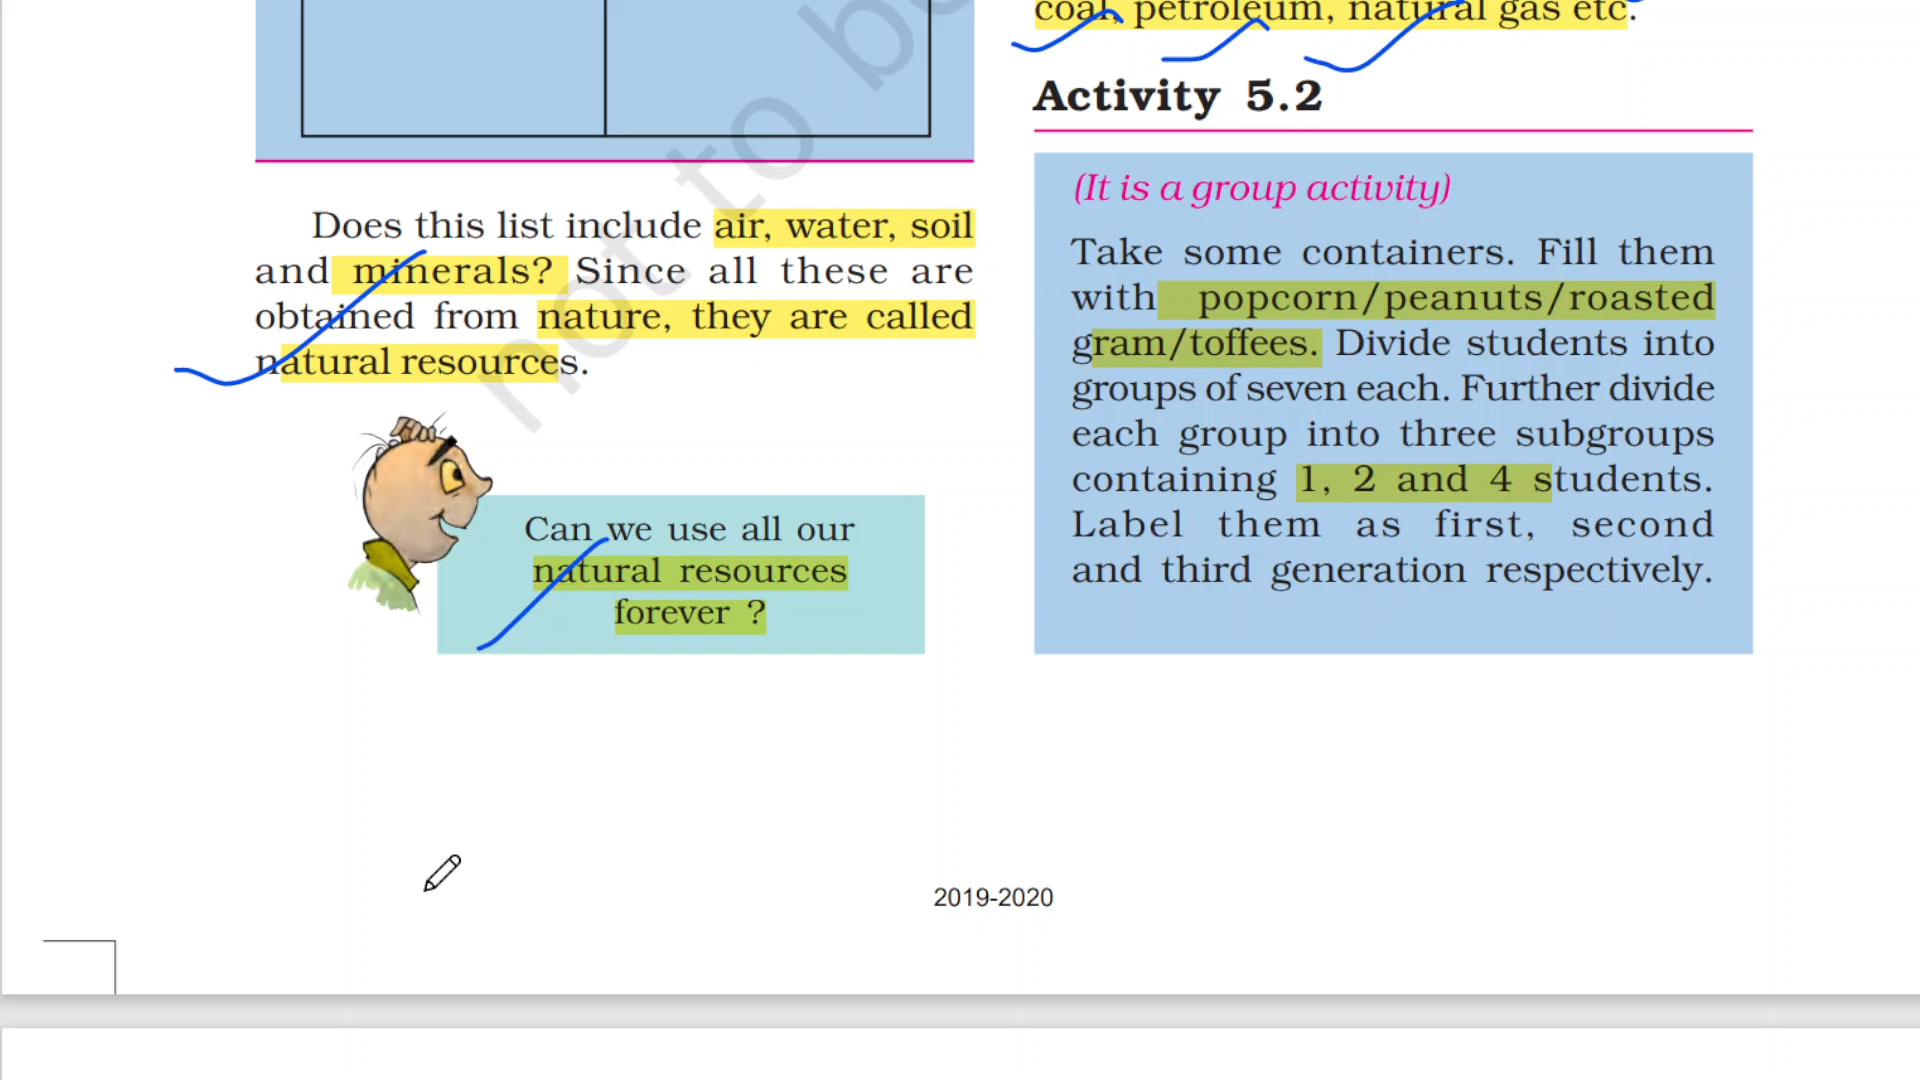 Does this list include air, water, soil
and minerals? Since all these are
obtained from nature, they are called
natural resources.
Can we use all our
natural resources
forever ?
coal, petroleum, natural gas etc.
Activity 5.2
(It is a group activity)
Take some containers. Fill them
with popcorn/peanuts/roasted
gram/toffees. Divide students into
groups of seven each. Further divide
each group into three subgroups
containing 1, 2 and 4 students.
Label them as first, second
and third generation respectively.
not to be
2019-2020